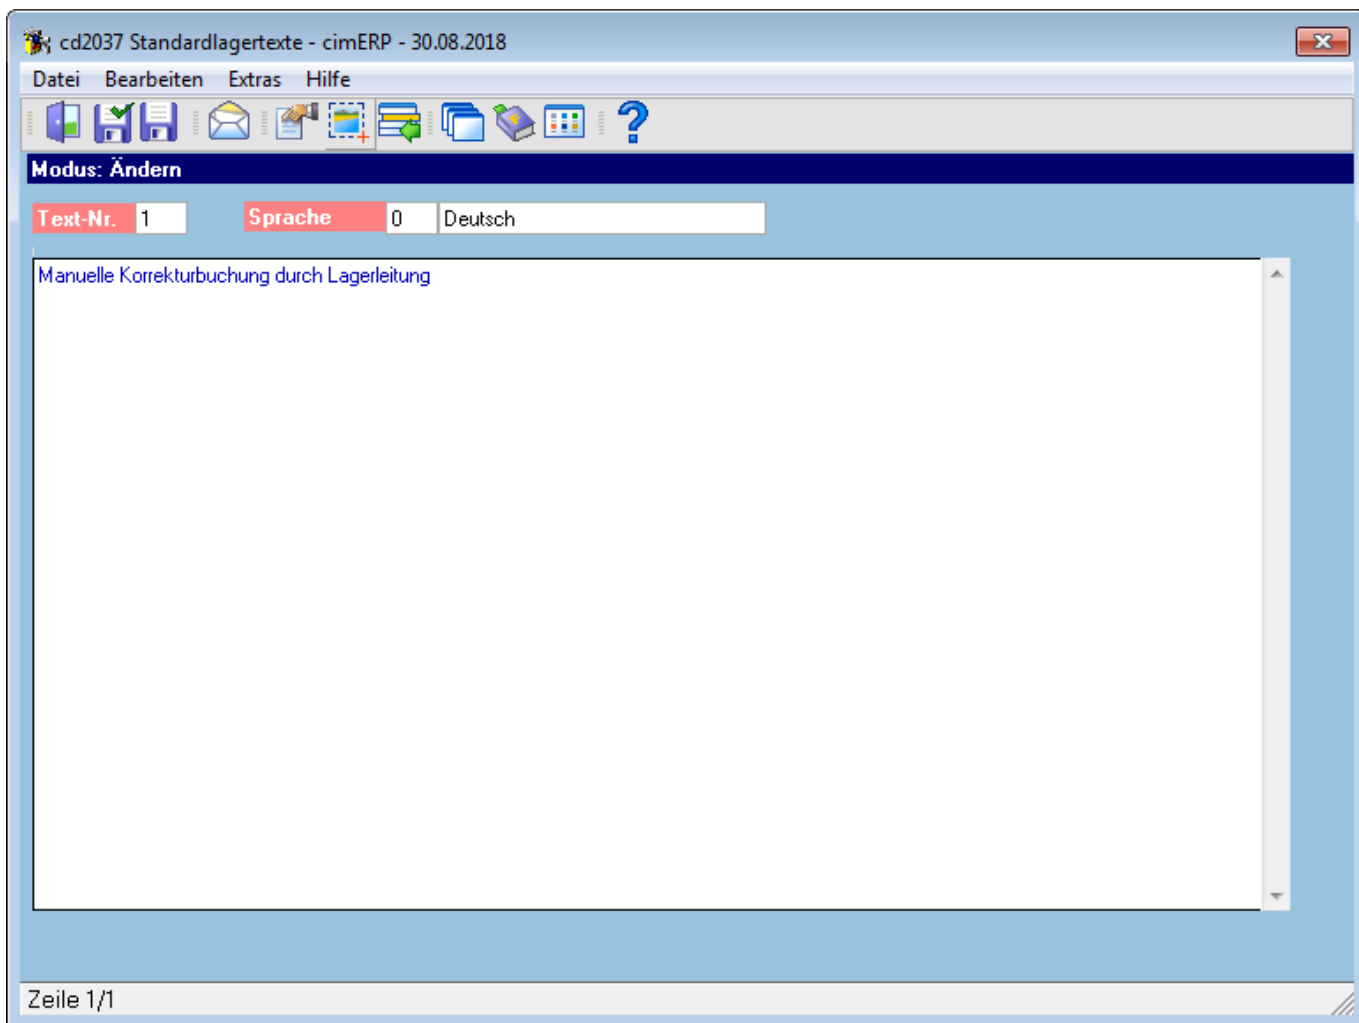 cd2037 Standardlagertexte - cimERP - 30.08.2018
Datei Bearbeiten Extras Hilfe
Modus: Ändern
Text-Nr. 1 Sprache 0 Deutsch
Manuelle Korrekturbuchung durch Lagerleitung
Zeile 1/1